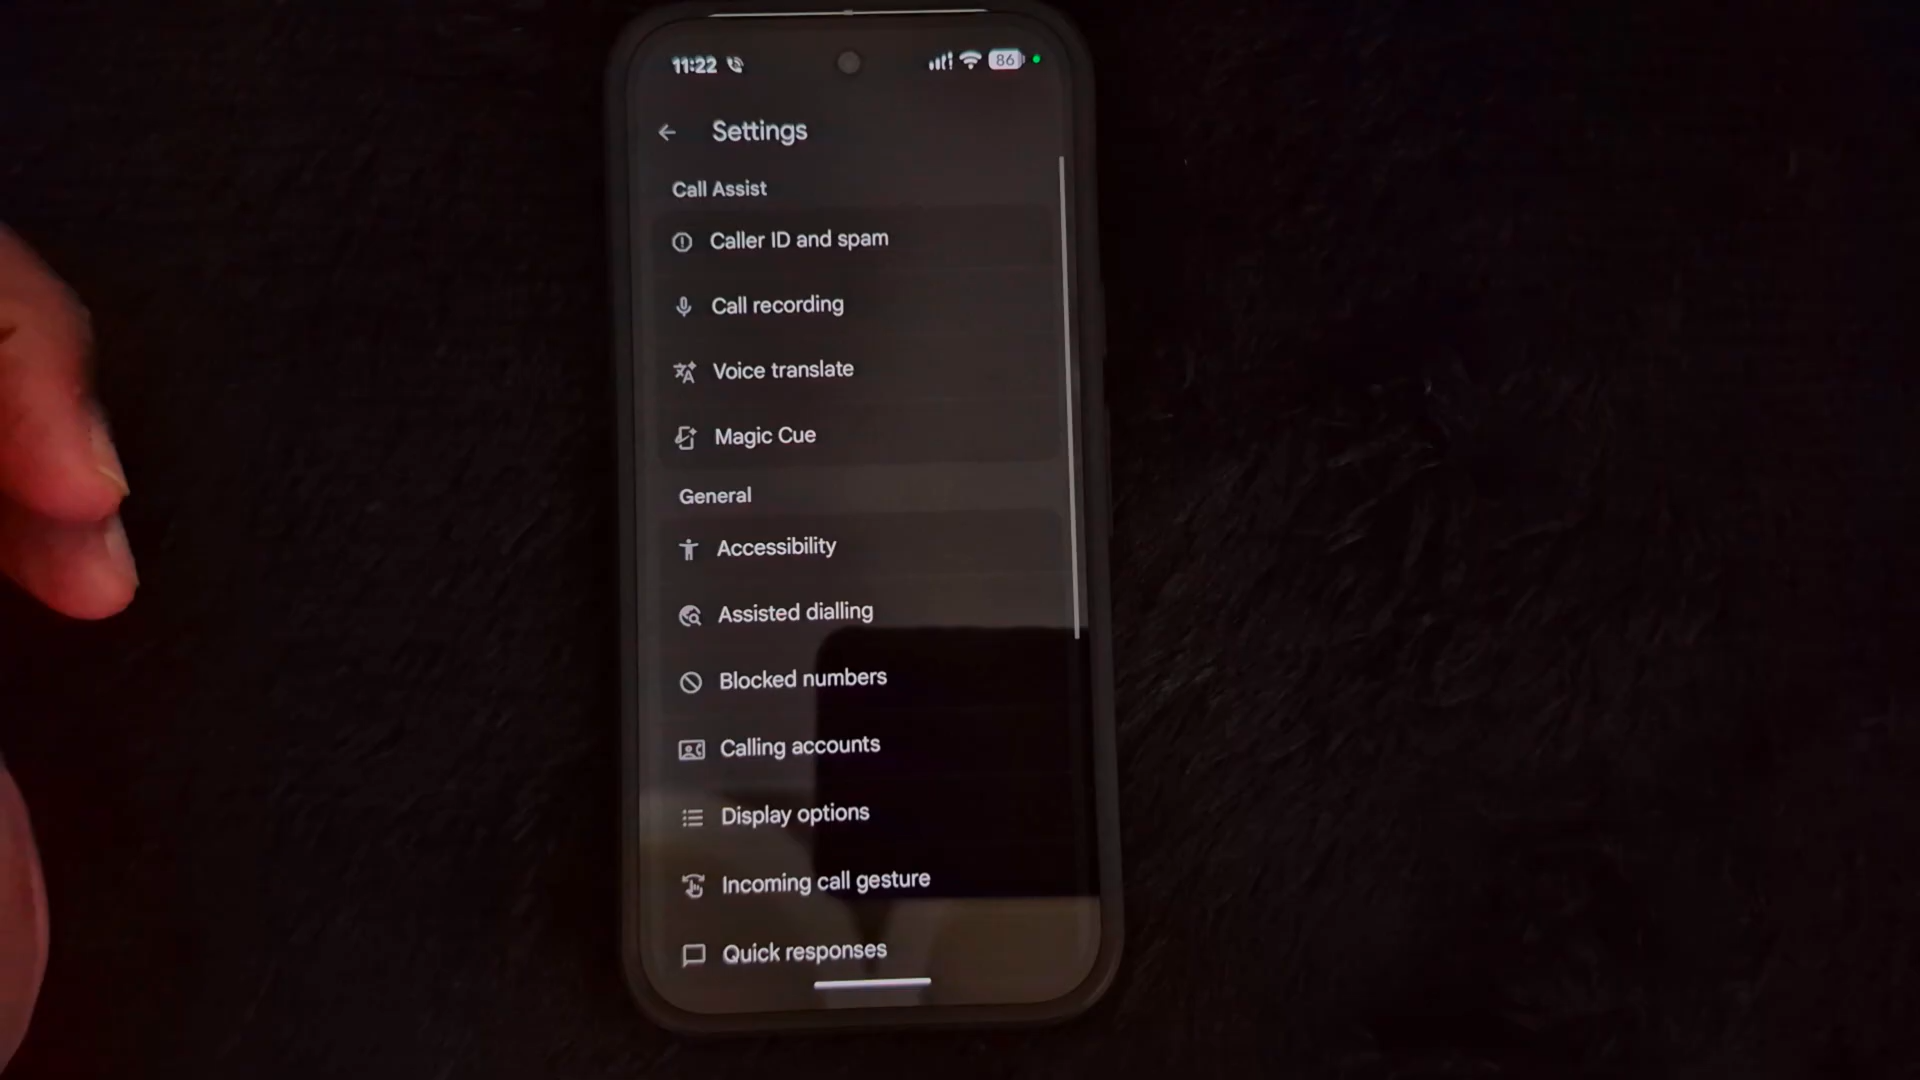 11:22
86
Settings
Call Assist
Caller ID and spam
Call recording
Voice translate
Magic Cue
General
Accessibility
Assisted dialling
Blocked numbers
Calling accounts
Display options
Incoming call gesture
Quick responses